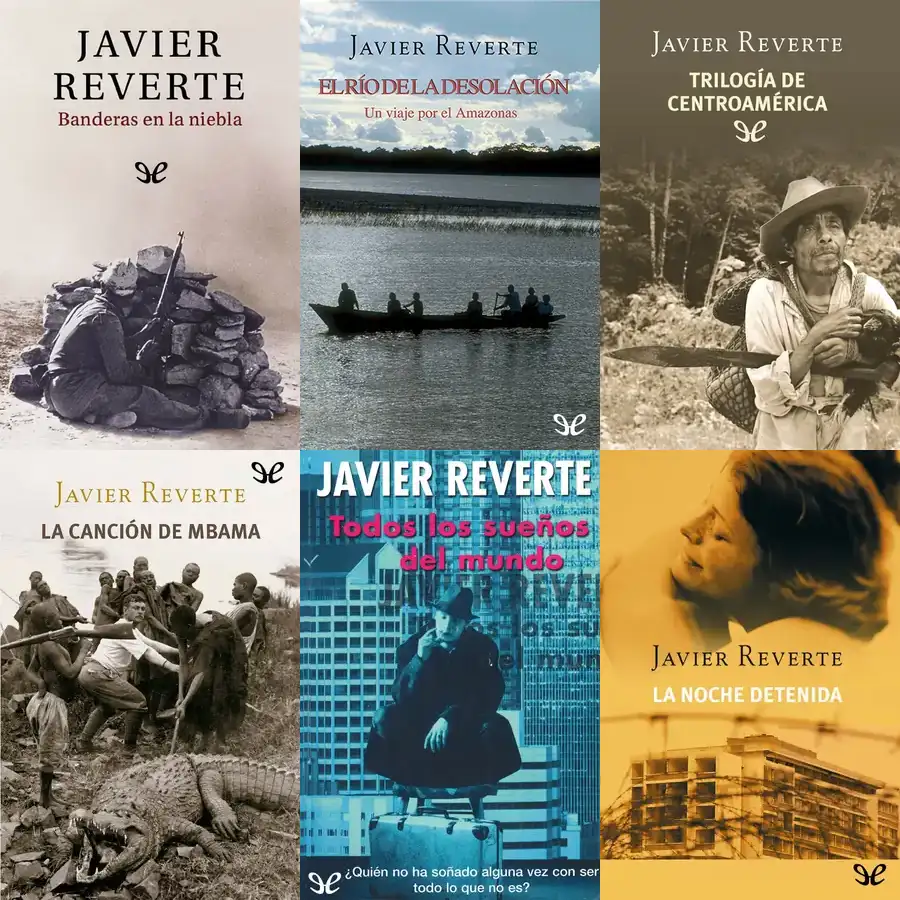 JAVIER
REVERTE
Banderas en la niebla
JAVIER REVERTE
EL RÍO DE LA DESOLACIÓN
Un viaje por el Amazonas
JAVIER REVERTE
TRILOGÍA DE
CENTROAMÉRICA
JAVIER REVERTE
LA CANCIÓN DE MBAMA
JAVIER REVERTE
Todos los sueños
del mundo
¿Quién no ha soñado alguna vez con ser
todo lo que no es?
JAVIER REVERTE
LA NOCHE DETENIDA